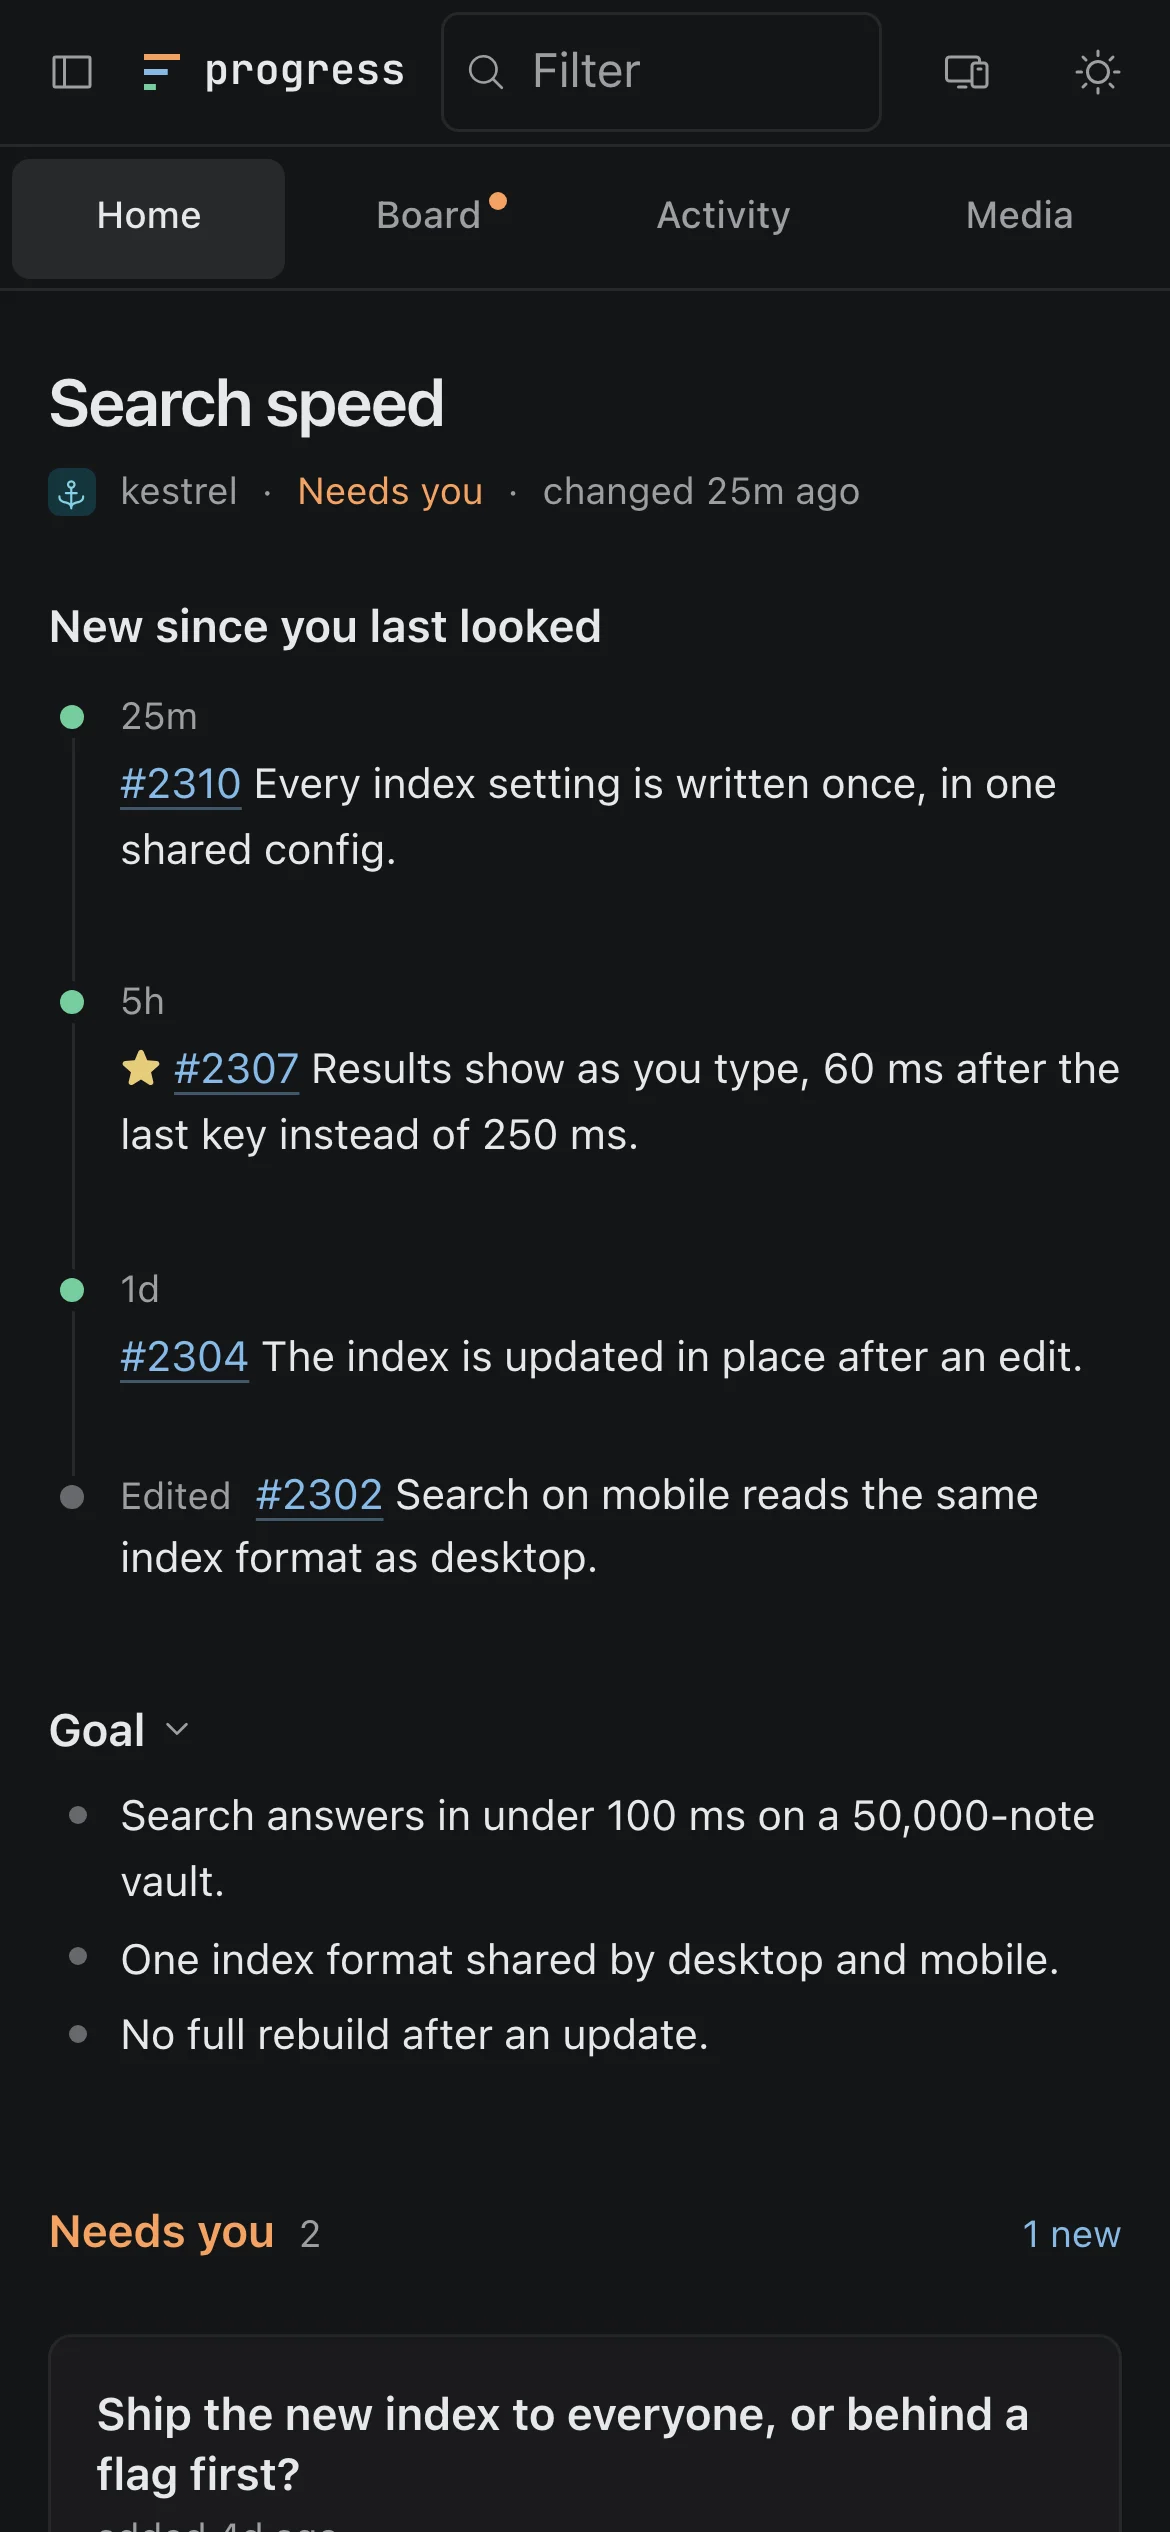 progress
Filter
Home
Board
Activity
Media
Search speed
kestrel · Needs you · changed 25m ago
New since you last looked
25m
#2310 Every index setting is written once, in one
shared config.
5h
#2307 Results show as you type, 60 ms after the
last key instead of 250 ms.
1d
#2304 The index is updated in place after an edit.
Edited #2302 Search on mobile reads the same
index format as desktop.
Goal
Search answers in under 100 ms on a 50,000-note
vault.
One index format shared by desktop and mobile.
No full rebuild after an update.
Needs you 2
1 new
Ship the new index to everyone, or behind a
flag first?
added 4d ago